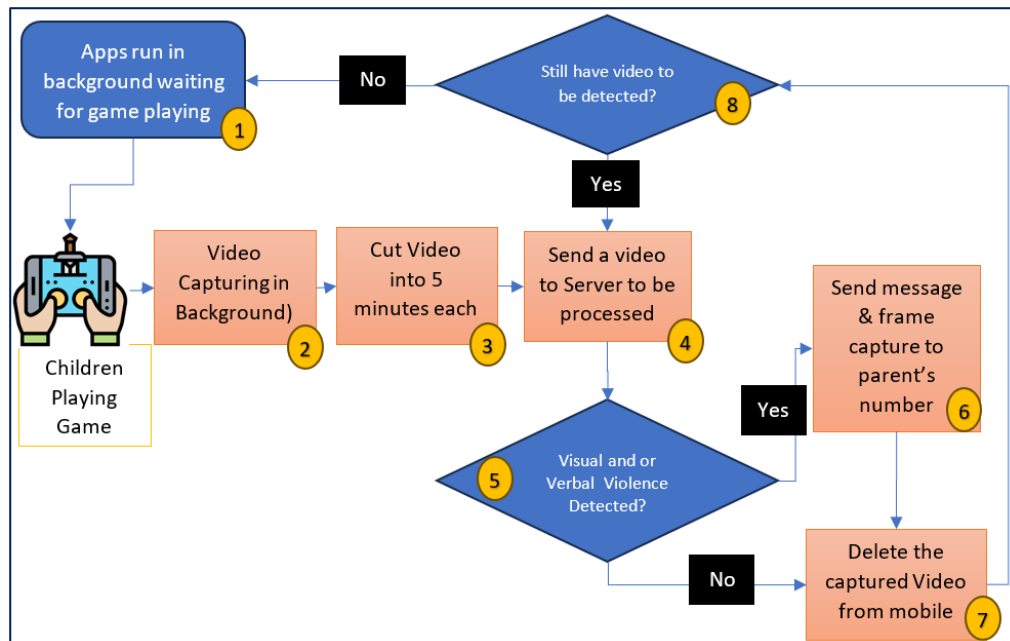 Apps run in
background waiting
for game playing
1
No
Still have video to
be detected?
8
Yes
Children
Playing
Game
Video
Capturing in
Background)
2
Cut Video
into 5
minutes each
3
Send a video
to Server to be
processed
4
Visual and or
Verbal Violence
Detected?
5
Yes
Send message
& frame
capture to
parent's
number
6
No
Delete the
captured Video
from mobile
7